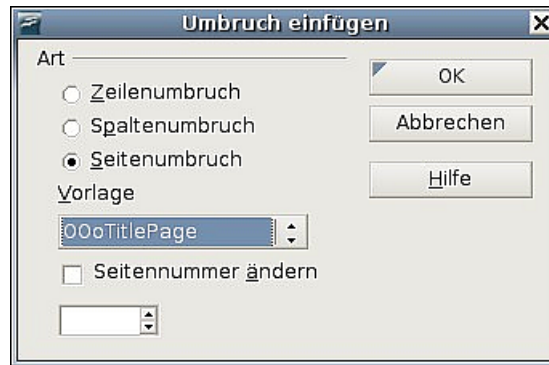 Umbruch einfügen
Art
Zeilenumbruch
Spaltenumbruch
Seitenumbruch
Vorlage
OOoTitlePage
Seitennummer ändern
OK
Abbrechen
Hilfe